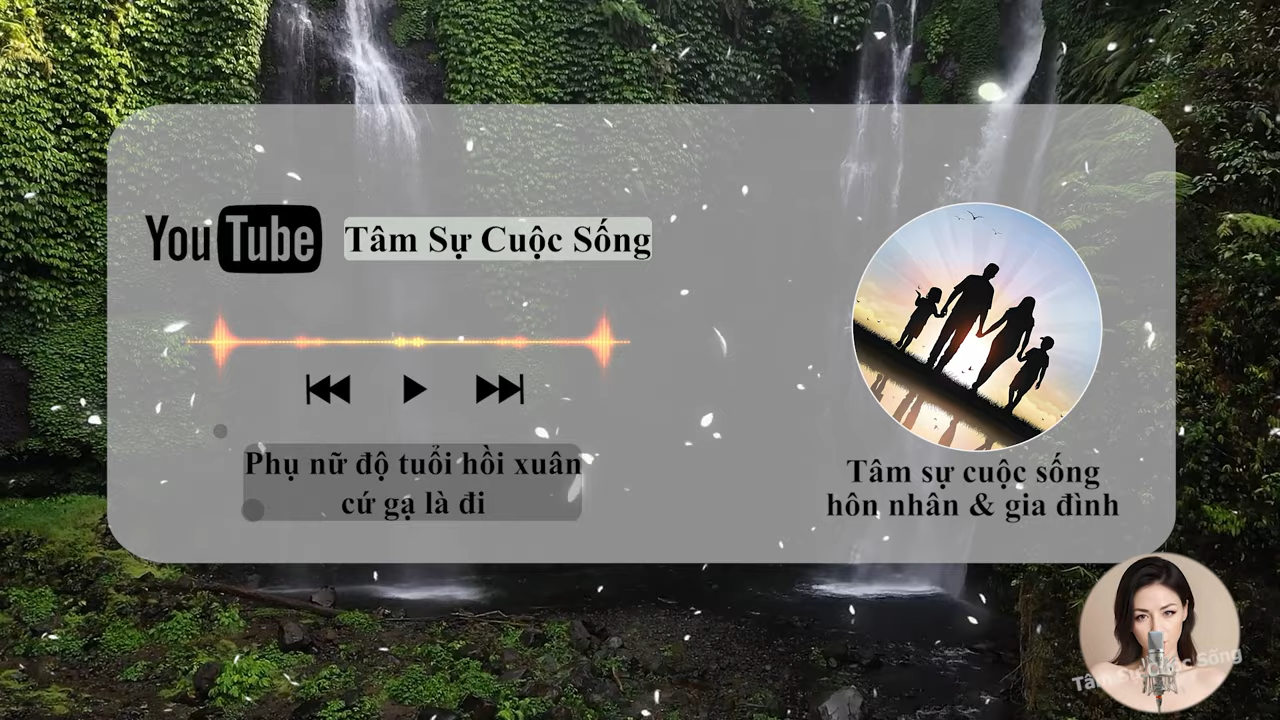 YouTube
Tâm Sự Cuộc Sống
Phụ nữ độ tuổi hồi xuân
cứ gạ là đi
Tâm sự cuộc sống
hôn nhân & gia đình
Tâm Sự Cuộc Sống